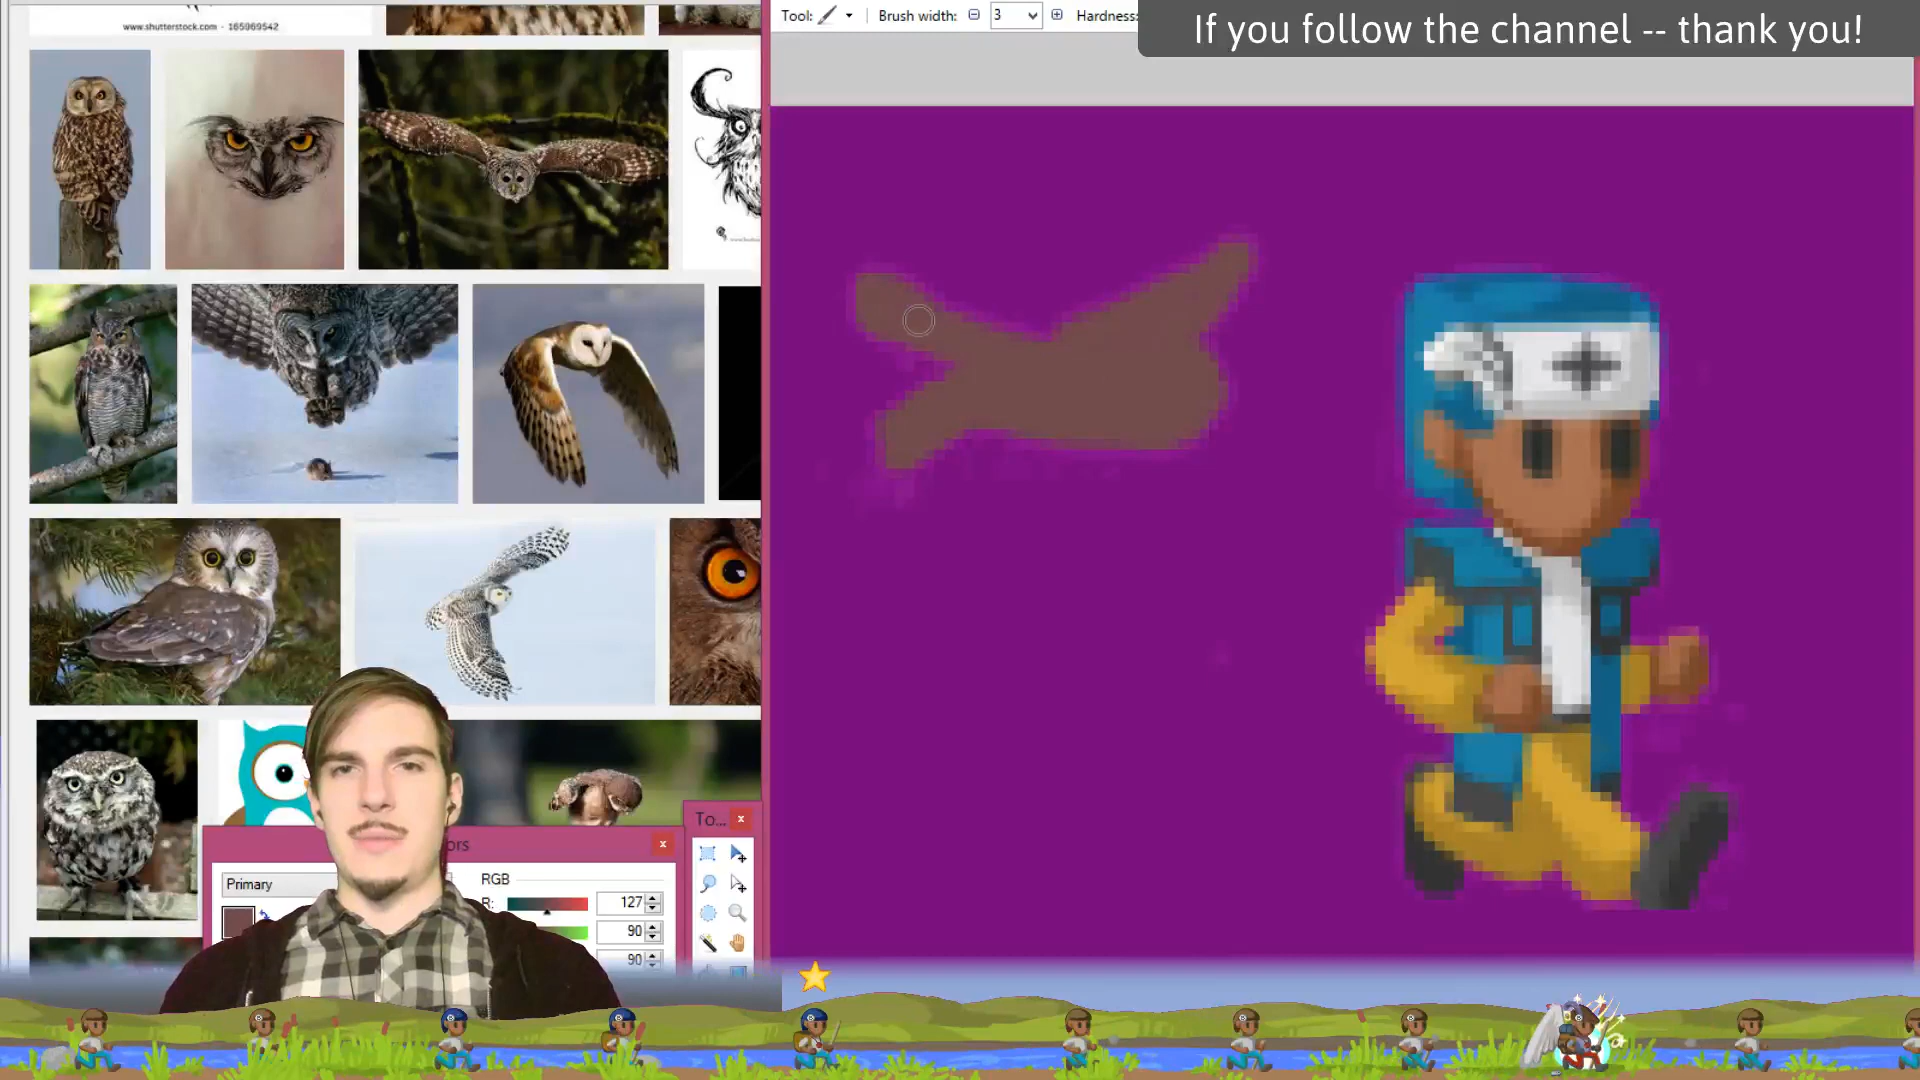 www.shutterstock.com · 165969542
Tool:
Brush width:
3
Hardness:
If you follow the channel -- thank you!
To...
ors
Primary
RGB
R:
127
90
90